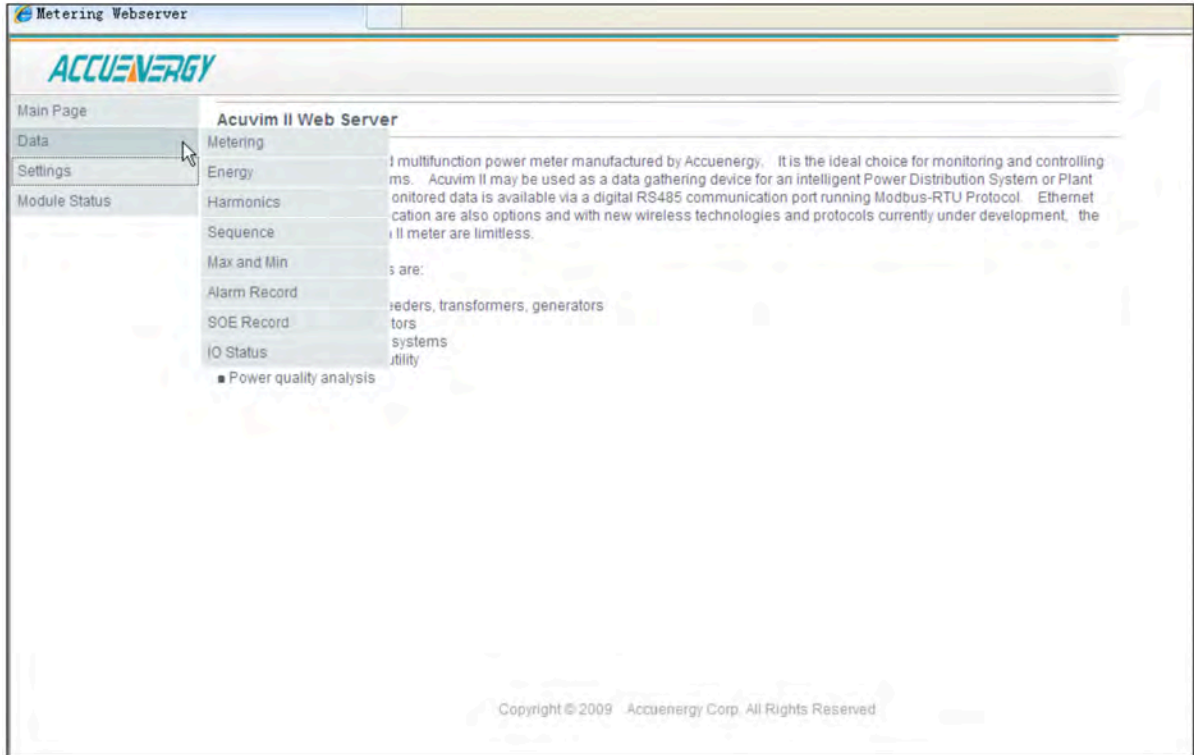 Metering Webserver
ACCUENERGY
Main Page
Data
Settings
Module Status
Acuvim II Web Server
Metering
Energy
Harmonics
Sequence
Max and Min
Alarm Record
SOE Record
IO Status
multifunction power meter manufactured by Accuenergy. It is the ideal choice for monitoring and controlling
ms. Acuvim II may be used as a data gathering device for an intelligent Power Distribution System or Plant
onitored data is available via a digital RS485 communication port running Modbus-RTU Protocol. Ethernet
cation are also options and with new wireless technologies and protocols currently under development, the
II meter are limitless.
s are:
eeders, transformers, generators
tors
systems
utility
■ Power quality analysis
Copyright © 2009 Accuenergy Corp. All Rights Reserved